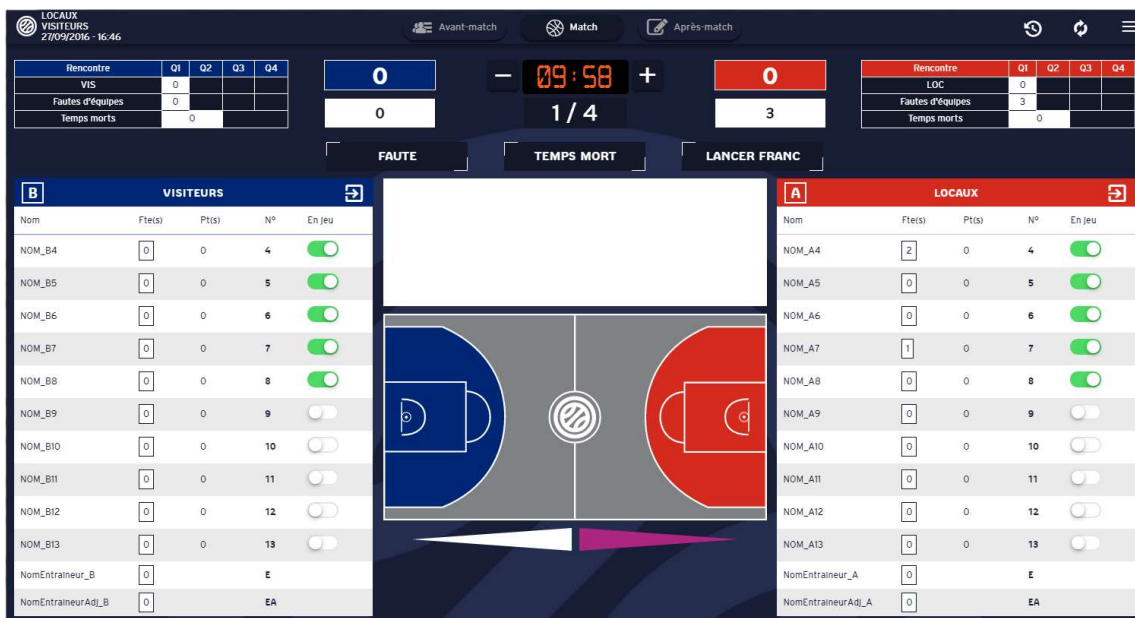 LOCAUX
VISITEURS
27/09/2016 - 16:46
Avant-match Match Après-match
Rencontre Q1 Q2 Q3 Q4
VIS 0
Fautes d'équipes 0
Temps morts 0
0 09:58 0
0 1 / 4 3
Rencontre Q1 Q2 Q3 Q4
LOC 0
Fautes d'équipes 3
Temps morts 0
FAUTE TEMPS MORT LANCER FRANC
B VISITEURS
Nom Fte(s) Pt(s) N° En jeu
NOM_B4 0 0 4
NOM_B5 0 0 5
NOM_B6 0 0 6
NOM_B7 0 0 7
NOM_B8 0 0 8
NOM_B9 0 0 9
NOM_B10 0 0 10
NOM_B11 0 0 11
NOM_B12 0 0 12
NOM_B13 0 0 13
NomEntraineur_B 0 E
NomEntraineurAdj_B 0 EA
A LOCAUX
Nom Fte(s) Pt(s) N° En jeu
NOM_A4 2 0 4
NOM_A5 0 0 5
NOM_A6 0 0 6
NOM_A7 1 0 7
NOM_A8 0 0 8
NOM_A9 0 0 9
NOM_A10 0 0 10
NOM_A11 0 0 11
NOM_A12 0 0 12
NOM_A13 0 0 13
NomEntraineur_A 0 E
NomEntraineurAdj_A 0 EA